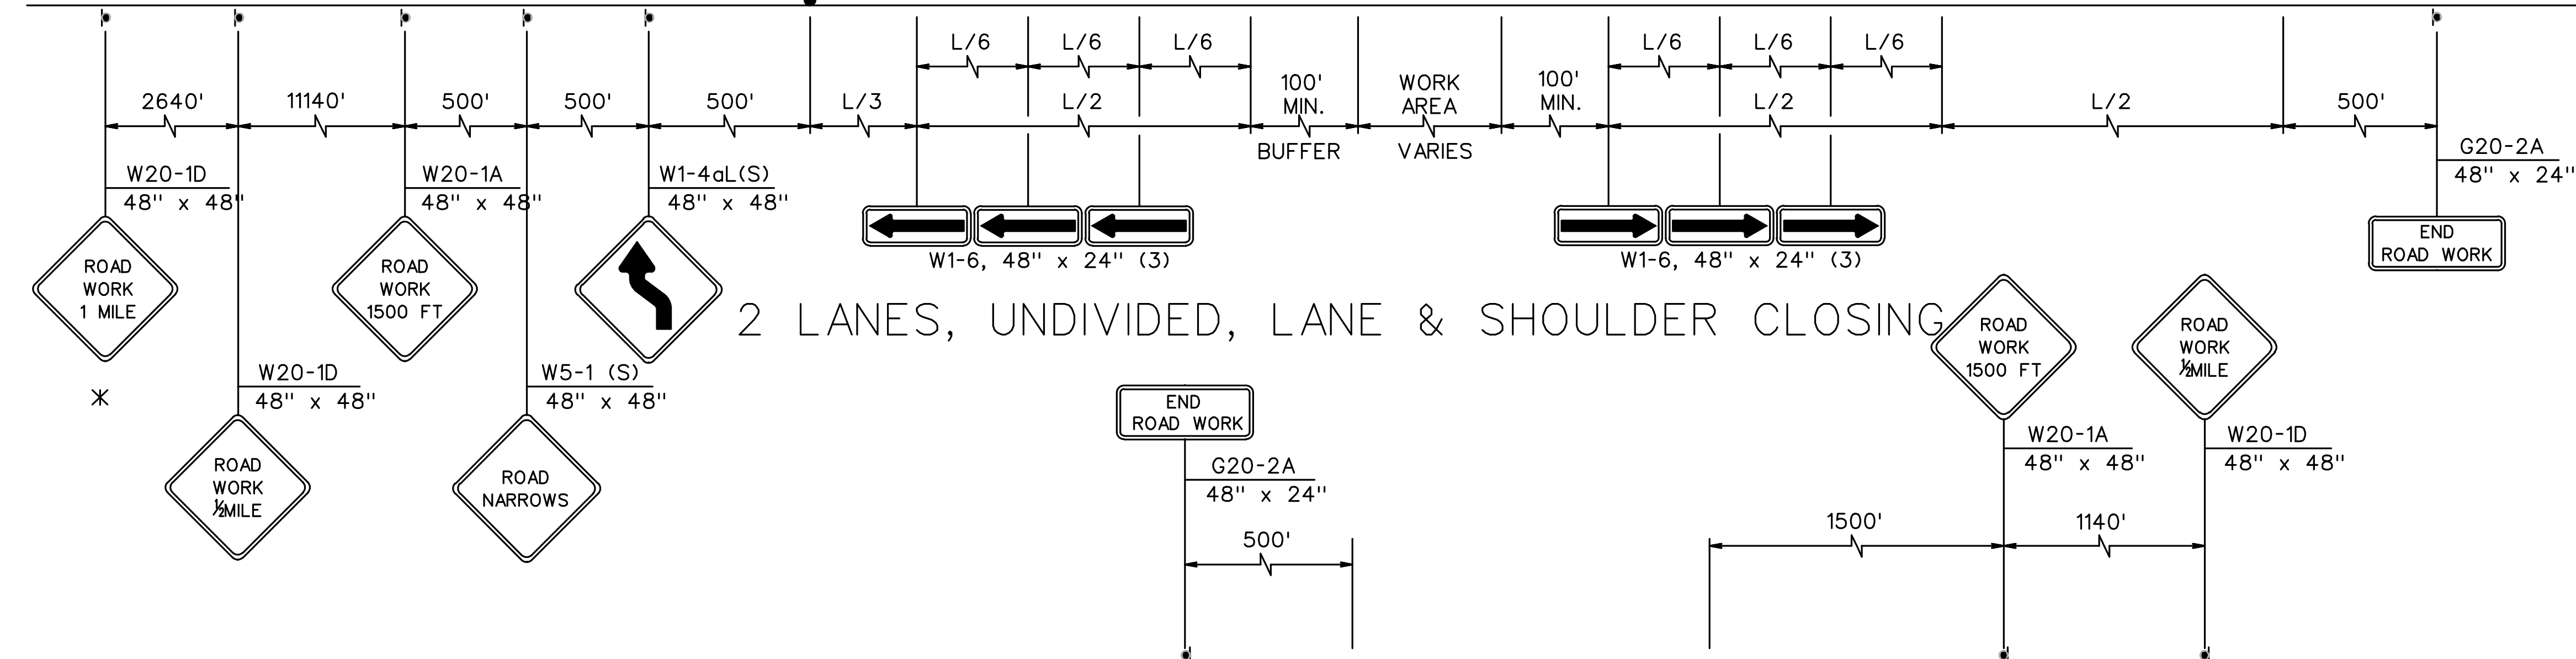 L/6 L/6 L/6 L/6 L/6 L/6
2640' 11140' 500' 500' 500' L/3 L/2
100'
MIN.
BUFFER
WORK
AREA
VARIES
100'
MIN.
L/2 L/2 500'
W20-1D
48" x 48"
ROAD
WORK
1 MILE
*
W20-1D
48" x 48"
ROAD
WORK
½MILE
W20-1A
48" x 48"
ROAD
WORK
1500 FT
W5-1 (S)
48" x 48"
ROAD
NARROWS
W1-4aL(S)
48" x 48"
W1-6, 48" x 24" (3)
W1-6, 48" x 24" (3)
G20-2A
48" x 24"
END
ROAD WORK
2 LANES, UNDIVIDED, LANE & SHOULDER CLOSING
END
ROAD WORK
G20-2A
48" x 24"
500'
ROAD
WORK
1500 FT
W20-1A
48" x 48"
ROAD
WORK
½MILE
W20-1D
48" x 48"
1500' 1140'